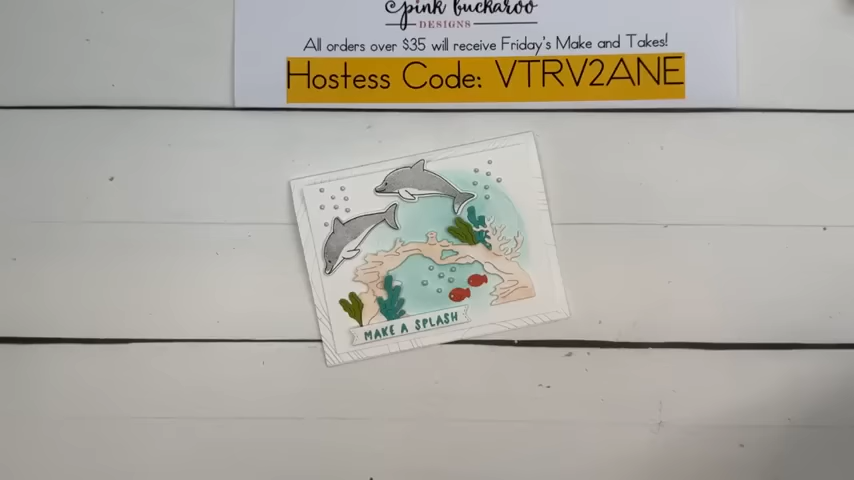 pink buckaroo
DESIGNS
All orders over $35 will receive Friday's Make and Takes!
Hostess Code: VTRV2ANE
MAKE A SPLASH